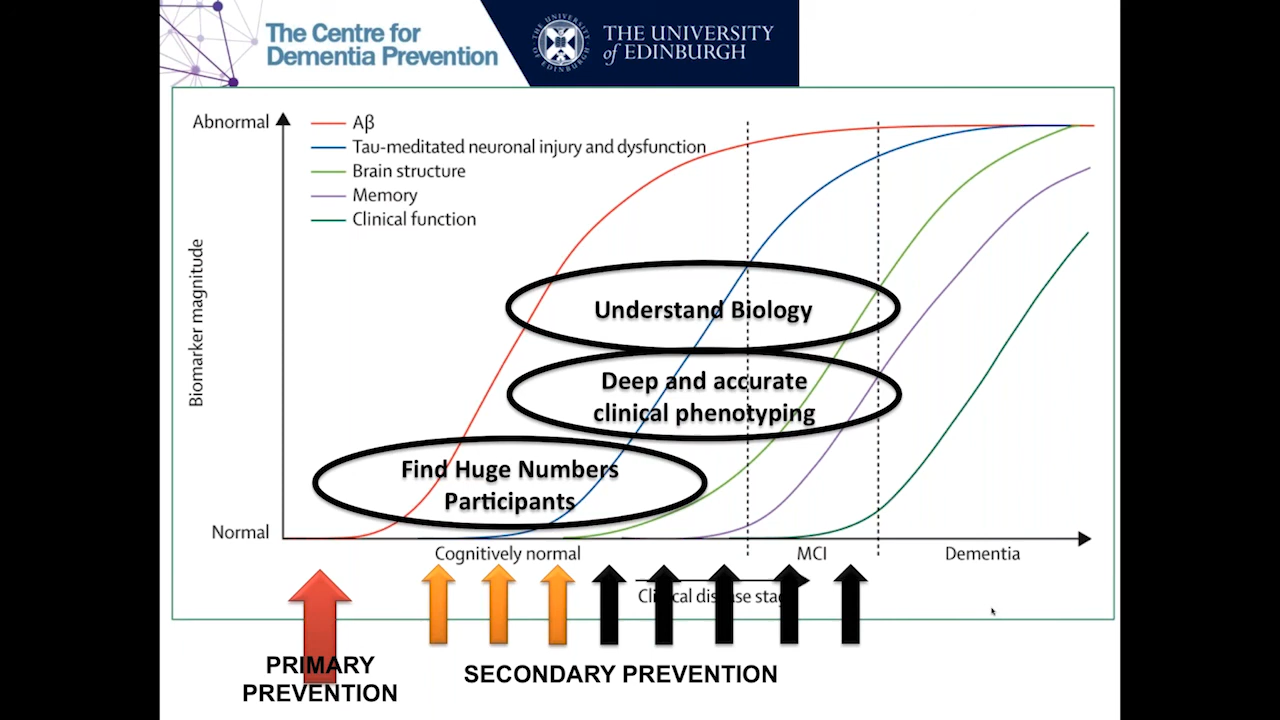 The Centre for
Dementia Prevention
THE UNIVERSITY
of EDINBURGH
Abnormal
Aβ
Tau-meditated neuronal injury and dysfunction
Brain structure
Memory
Clinical function
Biomarker magnitude
Understand Biology
Deep and accurate
clinical phenotyping
Find Huge Numbers
Participants
Normal
Cognitively normal
MCI
Dementia
PRIMARY
PREVENTION
SECONDARY PREVENTION